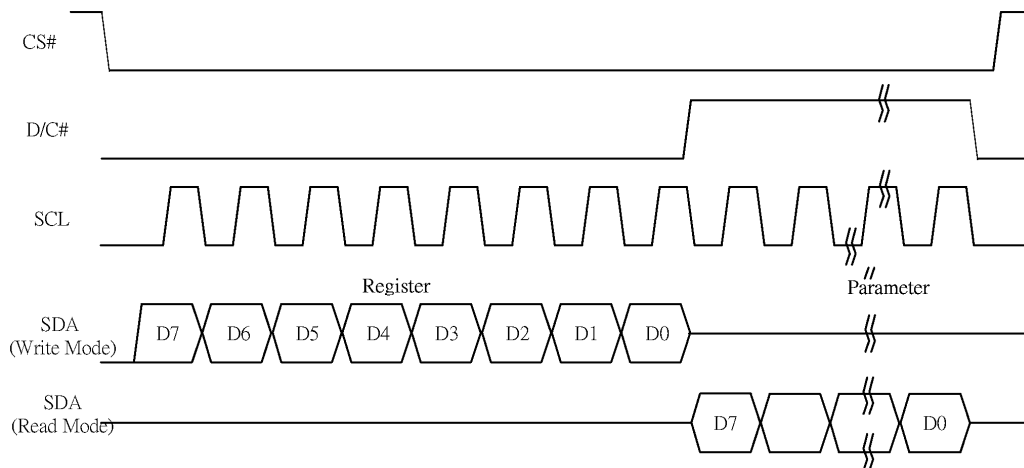 CS#
D/C#
SCL
Register
Parameter
SDA
(Write Mode)
D7 D6 D5 D4 D3 D2 D1 D0
SDA
(Read Mode)
D7 D0